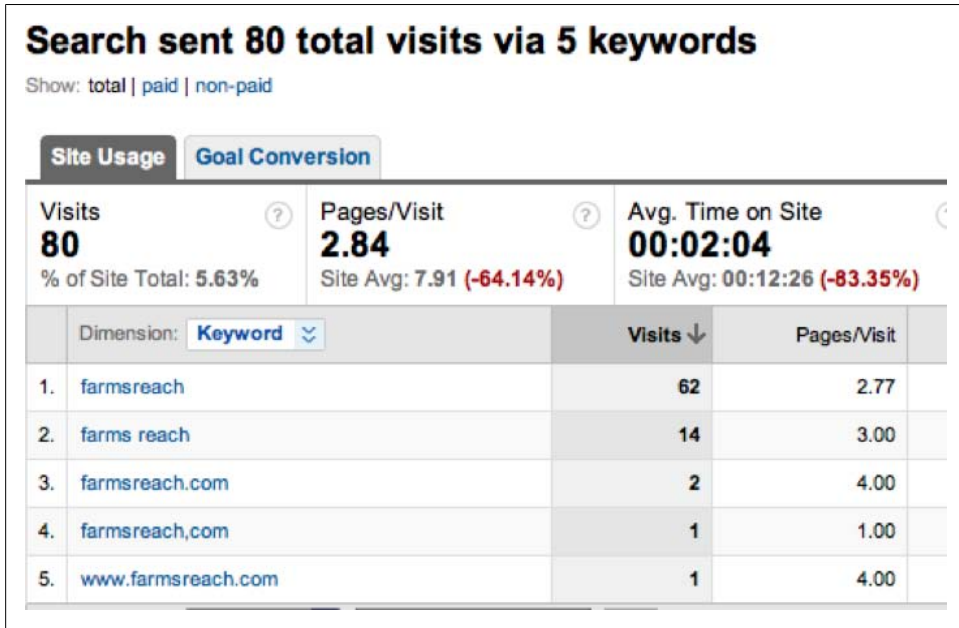 Search sent 80 total visits via 5 keywords
Show: total | paid | non-paid
Site Usage Goal Conversion
Visits ? Pages/Visit ? Avg. Time on Site
80 2.84 00:02:04
% of Site Total: 5.63% Site Avg: 7.91 (-64.14%) Site Avg: 00:12:26 (-83.35%)
Dimension: Keyword Visits Pages/Visit
1. farmsreach 62 2.77
2. farms reach 14 3.00
3. farmsreach.com 2 4.00
4. farmsreach,com 1 1.00
5. www.farmsreach.com 1 4.00